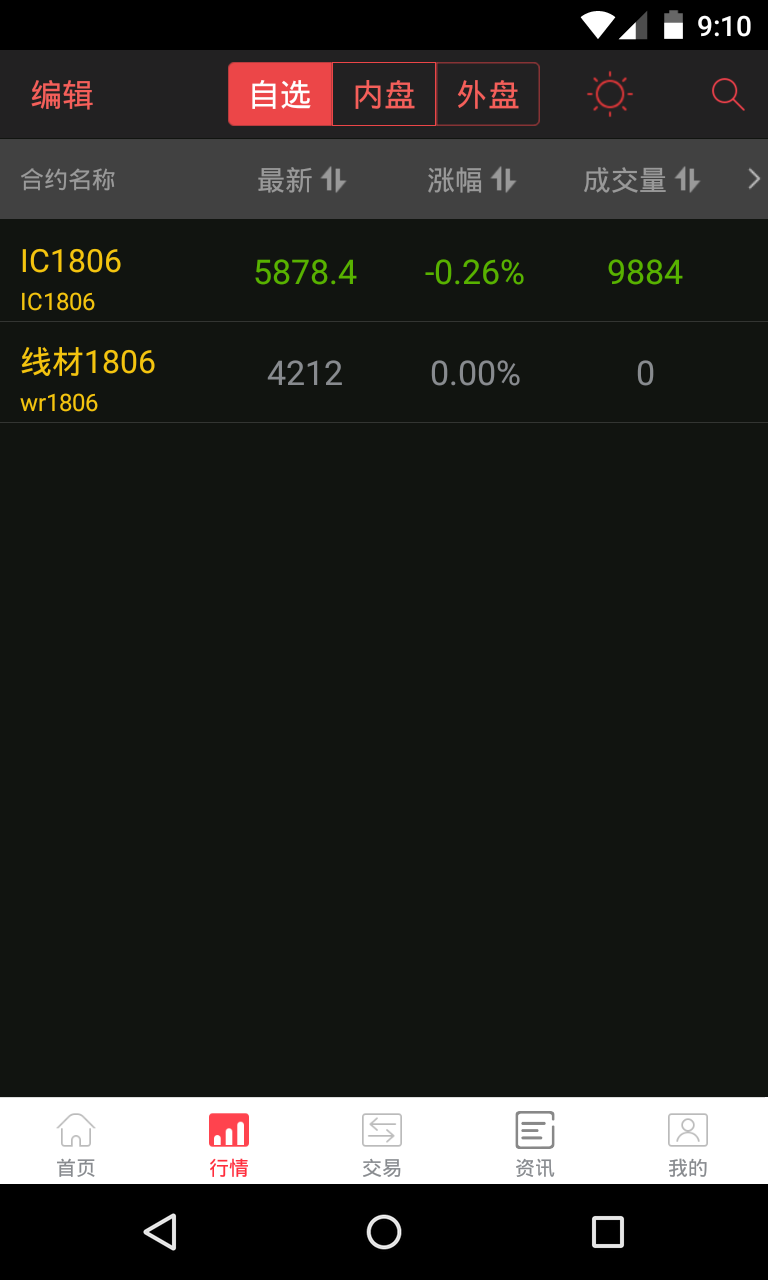 9:10
编辑 自选 内盘 外盘
合约名称 最新 涨幅 成交量
IC1806 5878.4 -0.26% 9884
IC1806
线材1806 4212 0.00% 0
wr1806
首页 行情 交易 资讯 我的